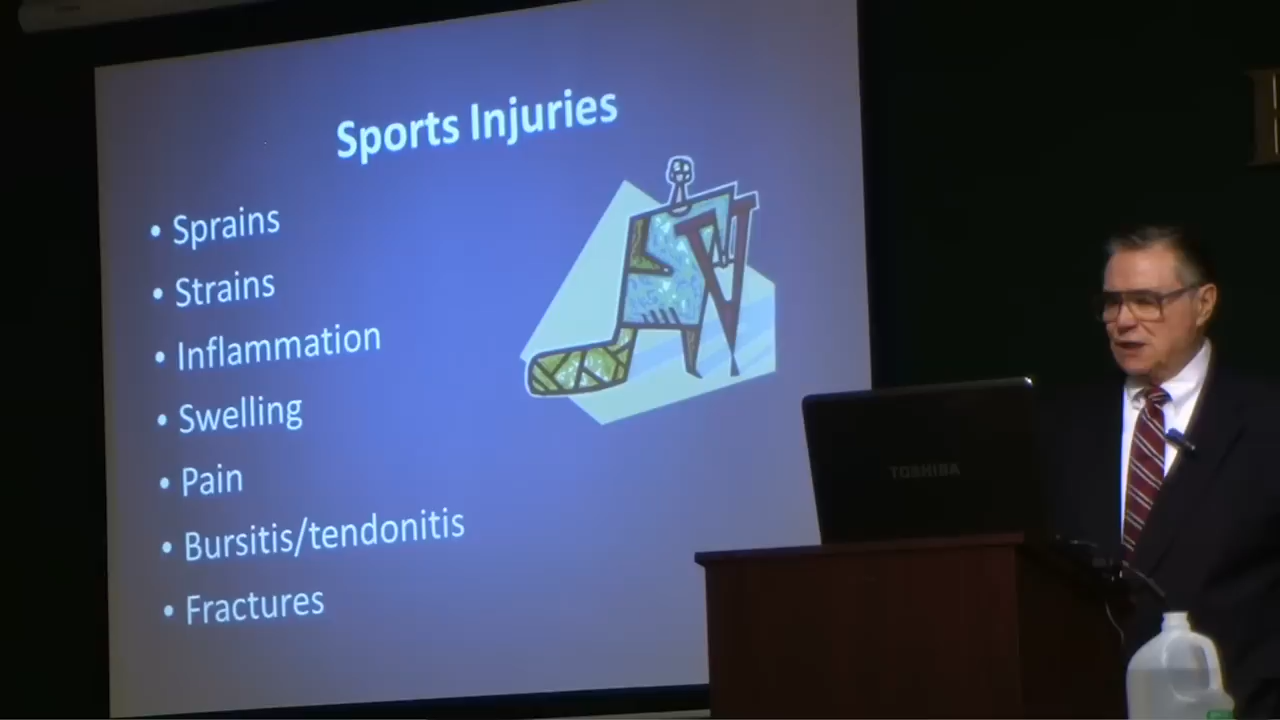 Sports Injuries
• Sprains
• Strains
• Inflammation
• Swelling
• Pain
• Bursitis/tendonitis
• Fractures
TOSHIBA